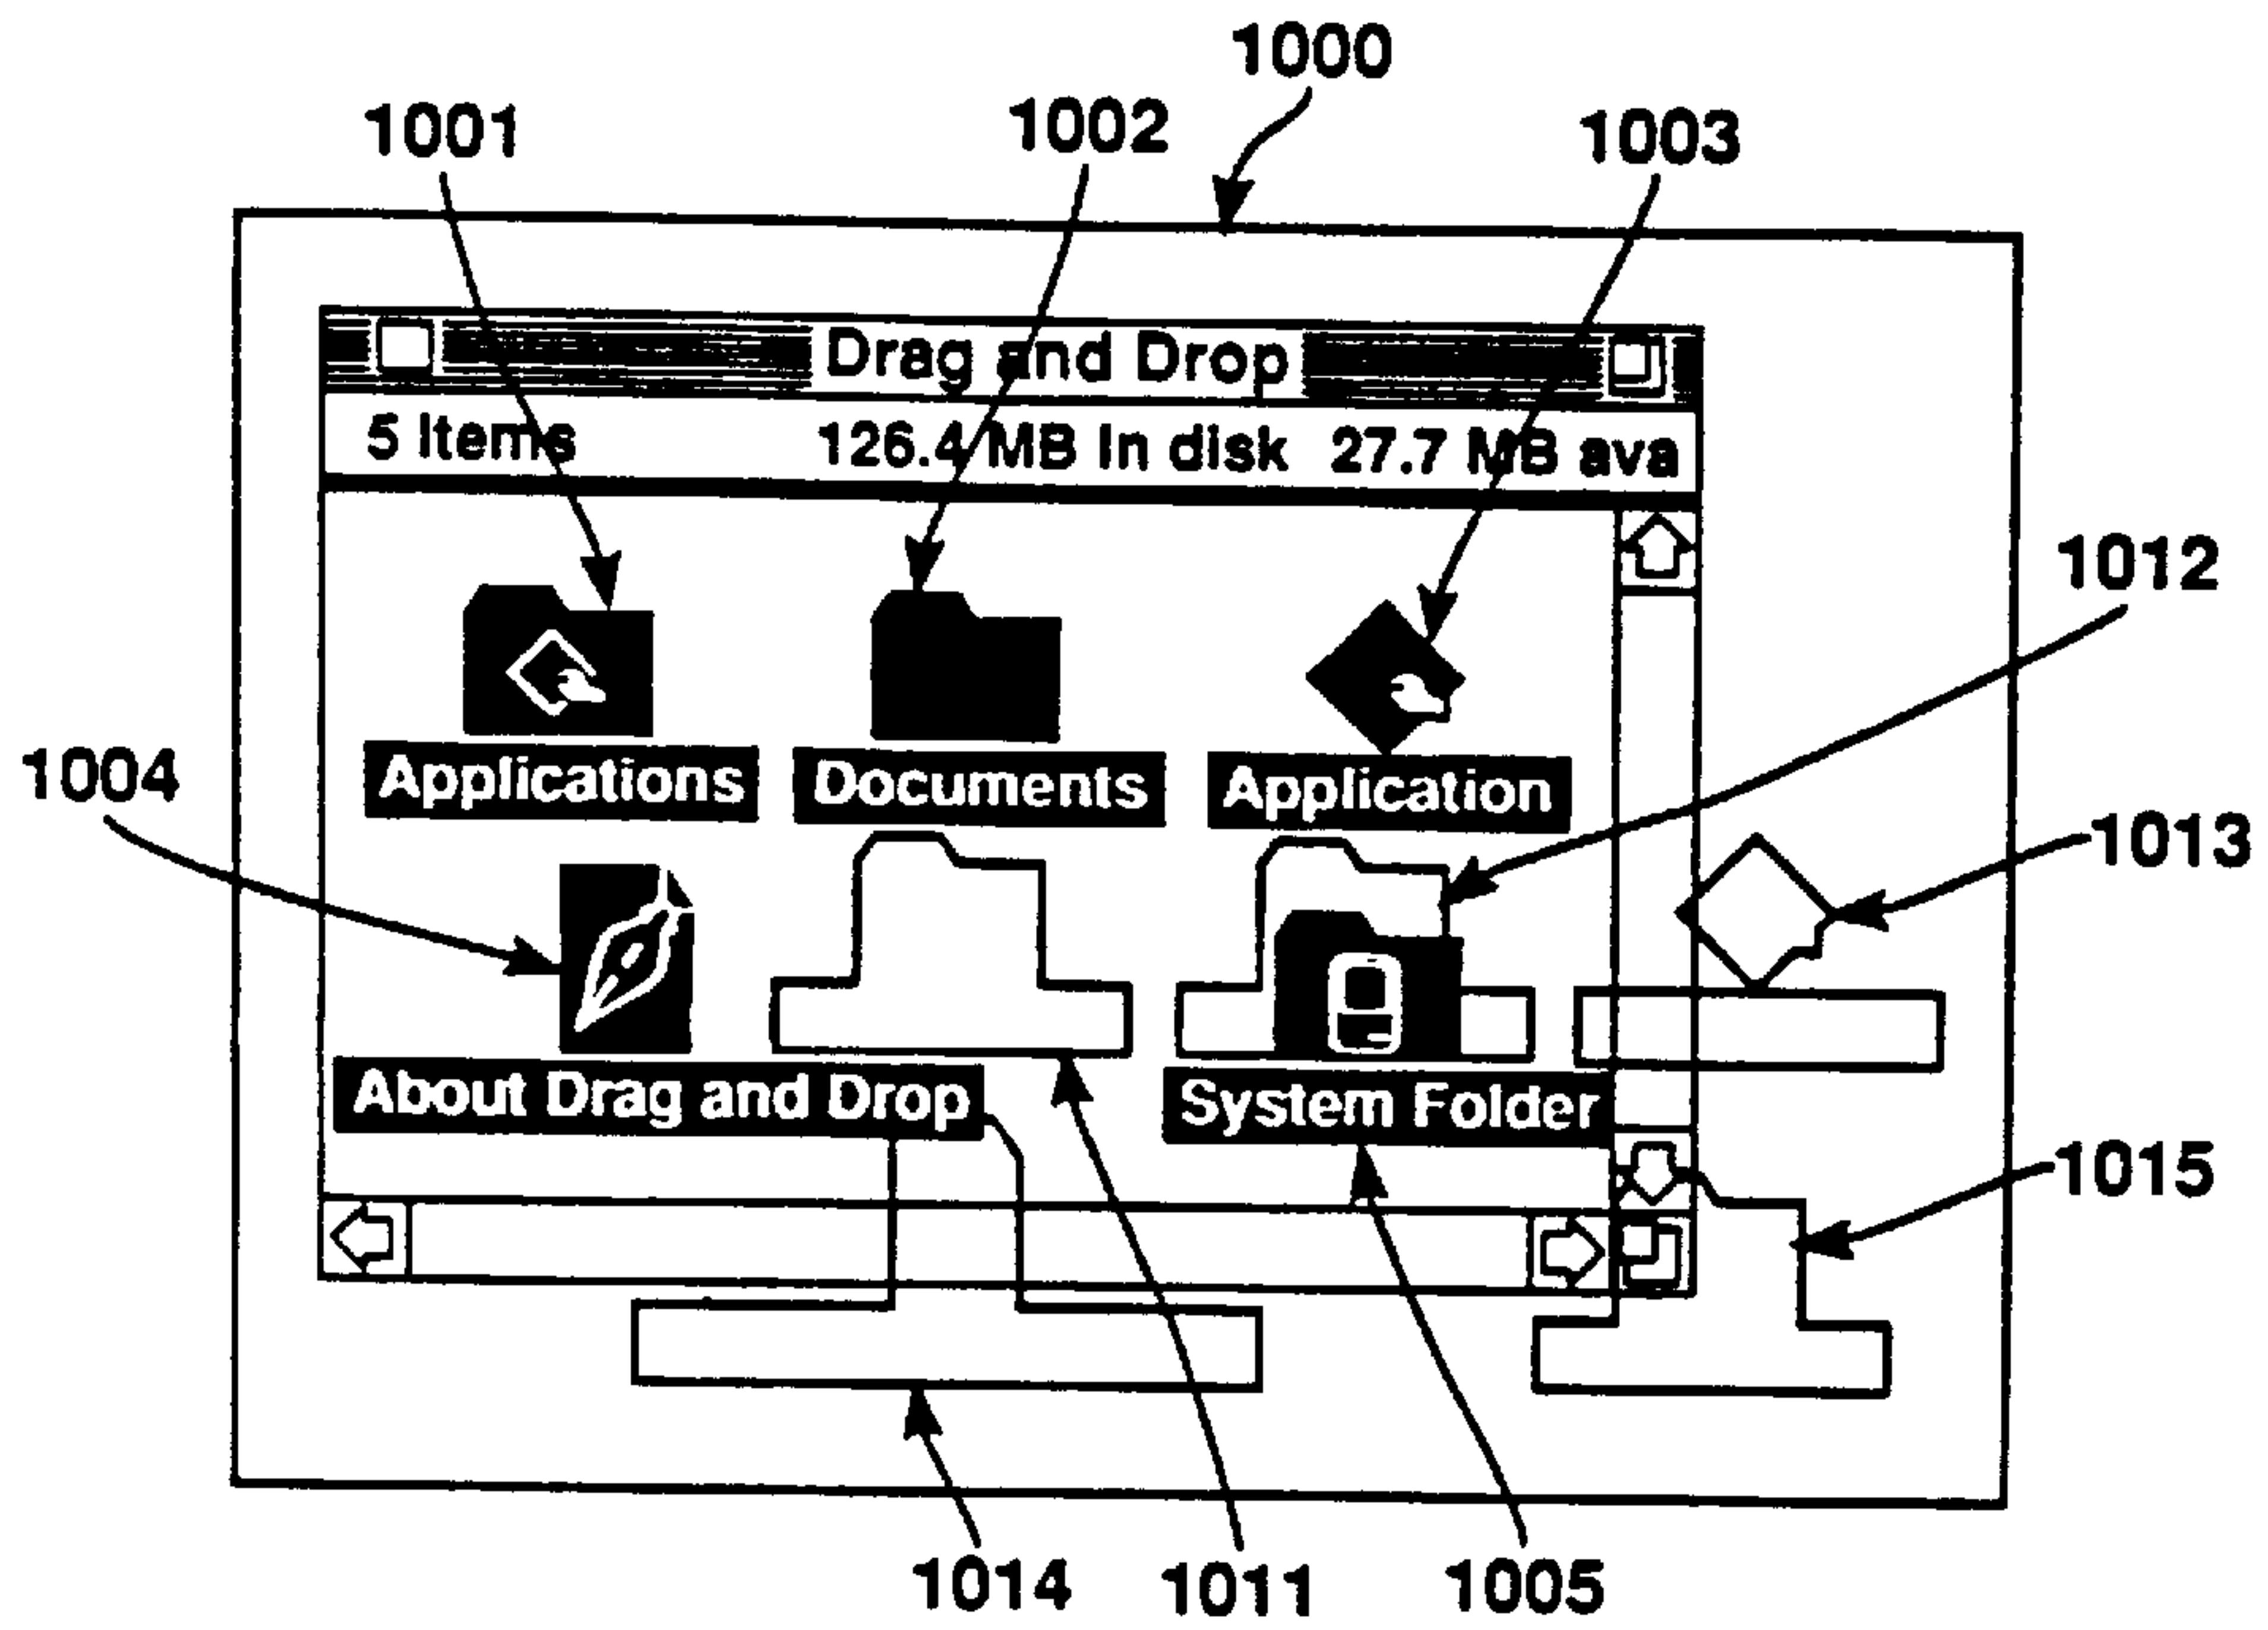 1000
1001 1002 1003
Drag and Drop
5 Items 126.4 MB In disk 27.7 MB ava
1012
Applications Documents Application
1004
1013
About Drag and Drop System Folder
1015
1014 1011 1005